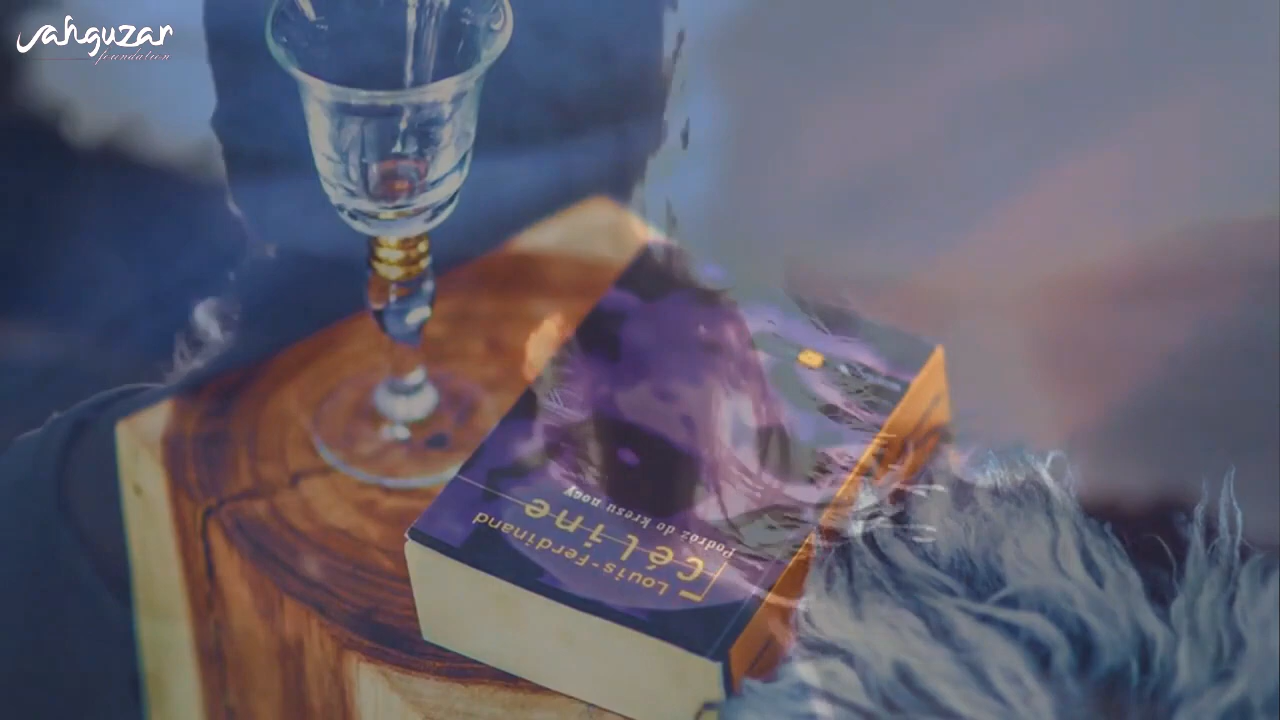 rahguzar
foundation
Louis-Ferdinand
Céline
Podróż do kresu nocy